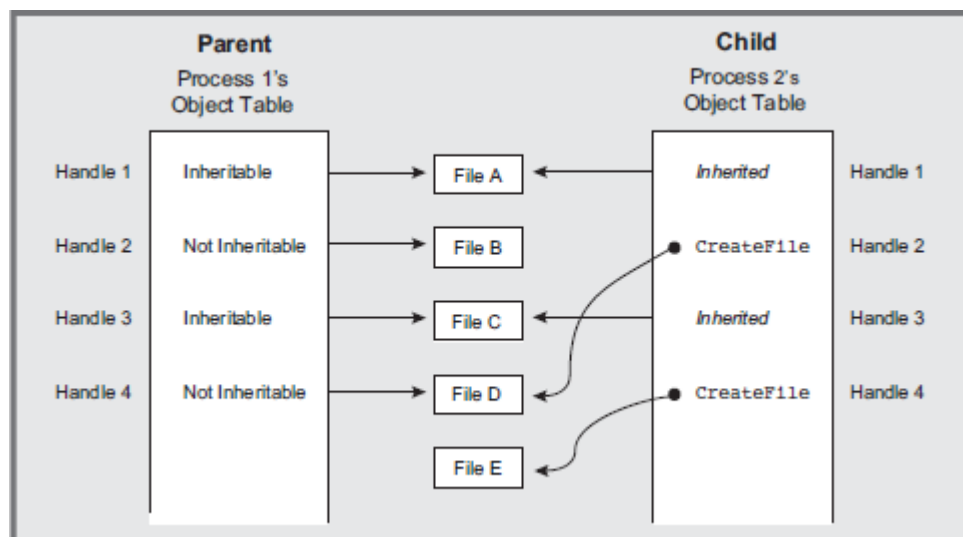 Parent
Process 1's
Object Table
Child
Process 2's
Object Table
Handle 1
Inheritable
File A
Inherited
Handle 1
Handle 2
Not Inheritable
File B
CreateFile
Handle 2
Handle 3
Inheritable
File C
Inherited
Handle 3
Handle 4
Not Inheritable
File D
CreateFile
Handle 4
File E